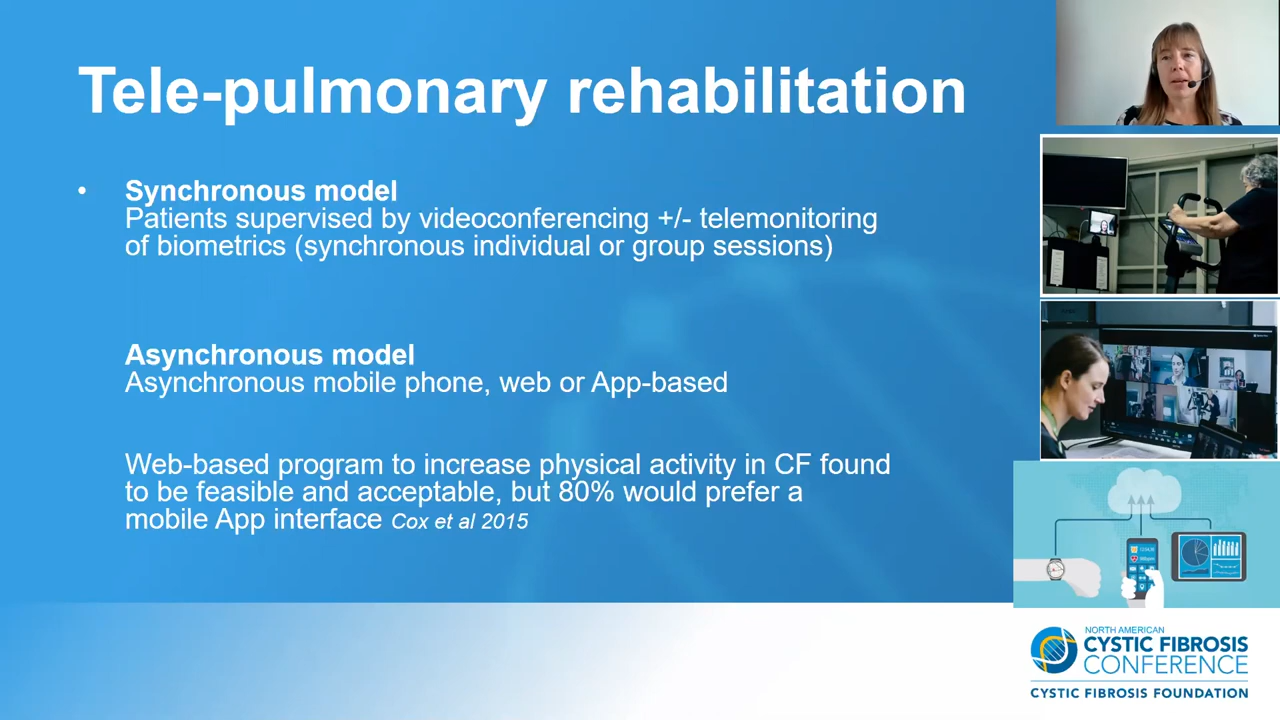 Tele-pulmonary rehabilitation
• Synchronous model
Patients supervised by videoconferencing +/- telemonitoring
of biometrics (synchronous individual or group sessions)
Asynchronous model
Asynchronous mobile phone, web or App-based
Web-based program to increase physical activity in CF found
to be feasible and acceptable, but 80% would prefer a
mobile App interface Cox et al 2015
NORTH AMERICAN
CYSTIC FIBROSIS
CONFERENCE
CYSTIC FIBROSIS FOUNDATION